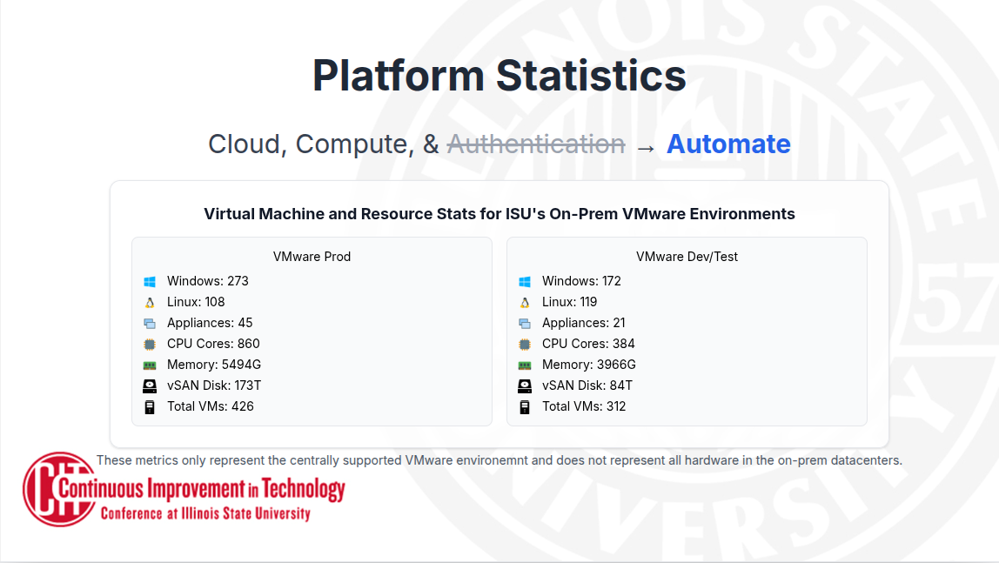 Platform Statistics
Cloud, Compute, & Authentication → Automate
Virtual Machine and Resource Stats for ISU's On-Prem VMware Environments
VMware Prod
Windows: 273
Linux: 108
Appliances: 45
CPU Cores: 860
Memory: 5494G
vSAN Disk: 173T
Total VMs: 426
VMware Dev/Test
Windows: 172
Linux: 119
Appliances: 21
CPU Cores: 384
Memory: 3966G
vSAN Disk: 84T
Total VMs: 312
These metrics only represent the centrally supported VMware environemnt and does not represent all hardware in the on-prem datacenters.
CIT
Continuous Improvement in Technology
Conference at Illinois State University
ILLINOIS STATE
57